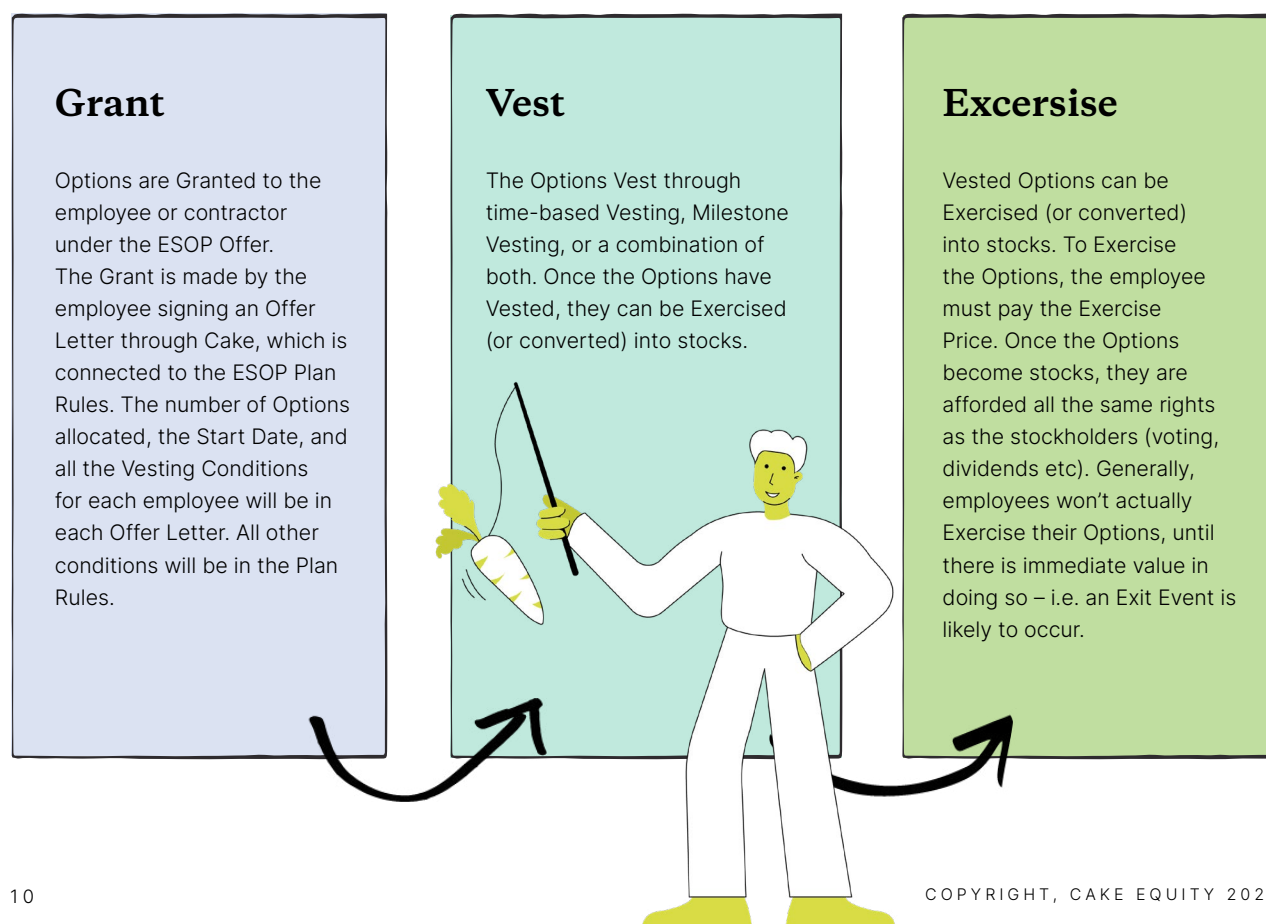 Grant
Options are Granted to the
employee or contractor
under the ESOP Offer.
The Grant is made by the
employee signing an Offer
Letter through Cake, which is
connected to the ESOP Plan
Rules. The number of Options
allocated, the Start Date, and
all the Vesting Conditions
for each employee will be in
each Offer Letter. All other
conditions will be in the Plan
Rules.
Vest
The Options Vest through
time-based Vesting, Milestone
Vesting, or a combination of
both. Once the Options have
Vested, they can be Exercised
(or converted) into stocks.
Excersise
Vested Options can be
Exercised (or converted)
into stocks. To Exercise
the Options, the employee
must pay the Exercise
Price. Once the Options
become stocks, they are
afforded all the same rights
as the stockholders (voting,
dividends etc). Generally,
employees won’t actually
Exercise their Options, until
there is immediate value in
doing so – i.e. an Exit Event is
likely to occur.
10
COPYRIGHT, CAKE EQUITY 202